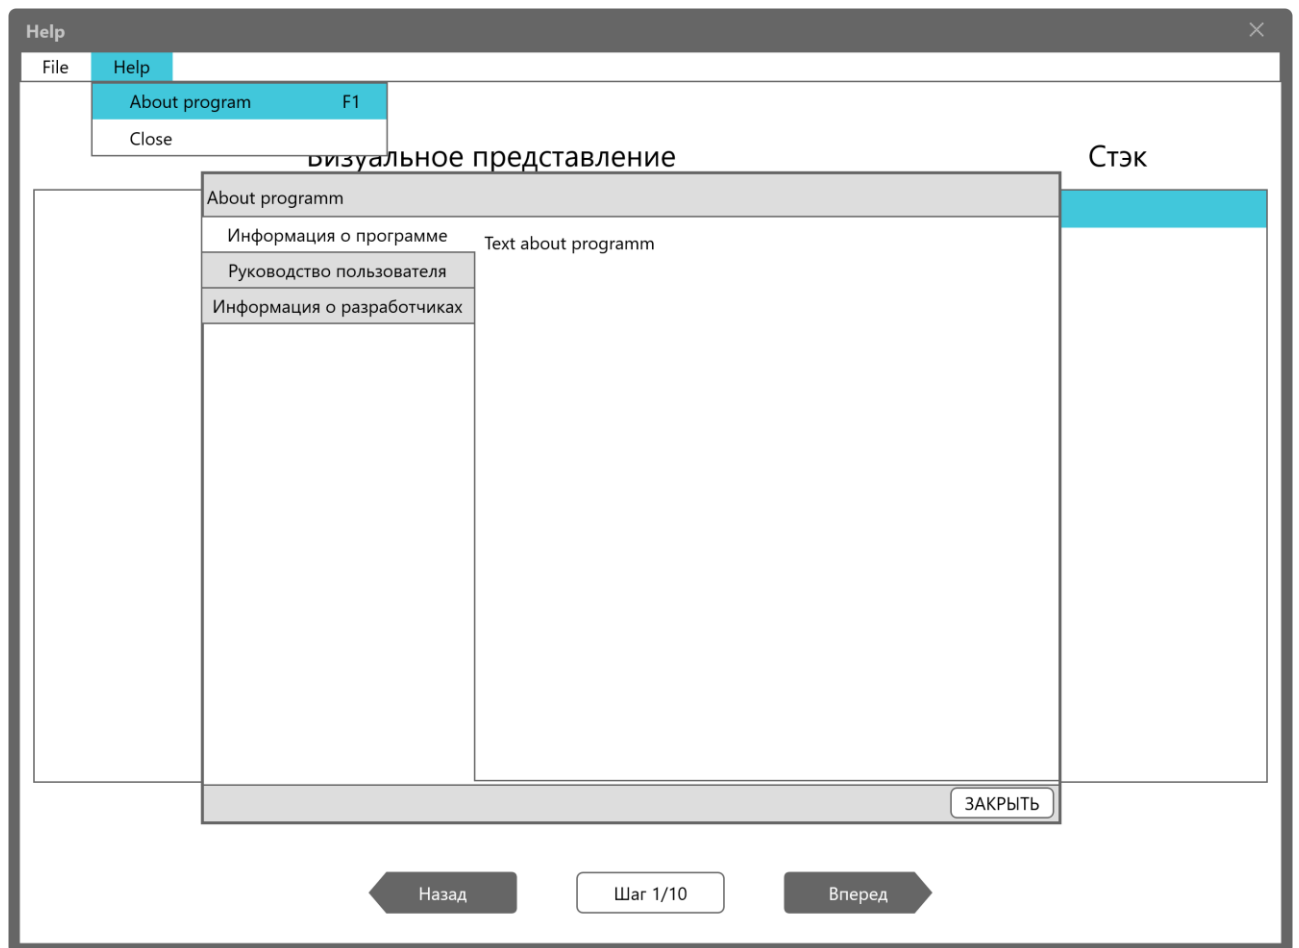 Help
File Help
About program F1
Close
Визуальное представление Стэк
About programm
Информация о программе
Руководство пользователя
Информация о разработчиках
Text about programm
ЗАКРЫТЬ
Назад Шаг 1/10 Вперед